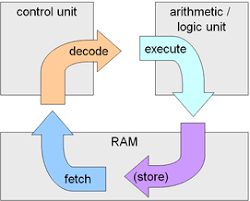 control unit
arithmetic /
logic unit
decode
execute
RAM
fetch
(store)